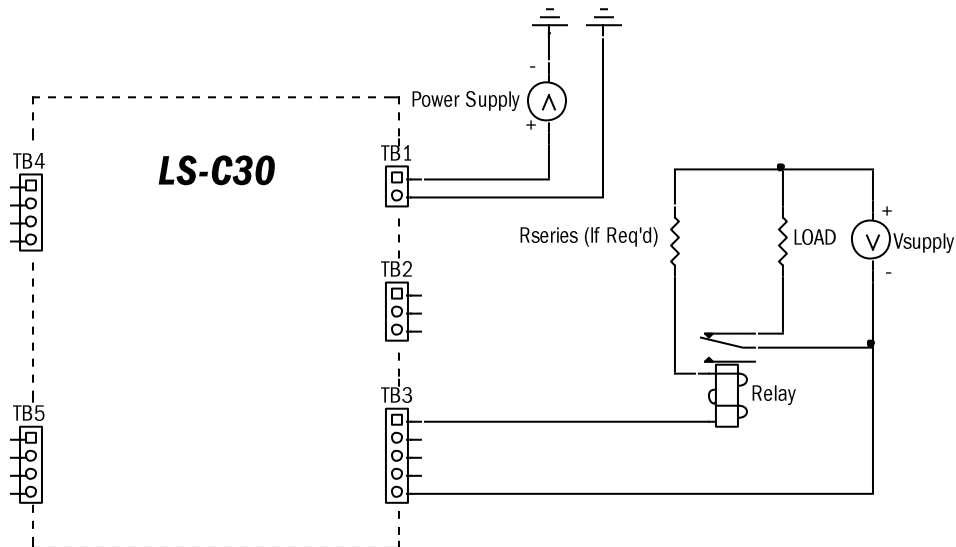 -
Power Supply
+
TB4
LS-C30
TB1
+
Rseries (If Req'd)
LOAD
Vsupply
-
TB2
Relay
TB3
TB5